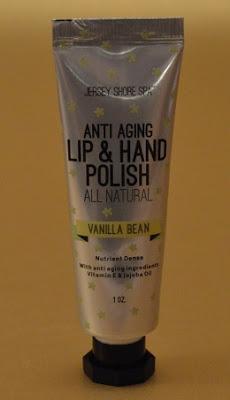 JERSEY SHORE SPA
ANTI AGING
LIP & HAND
POLISH
ALL NATURAL
VANILLA BEAN
Nutrient Dense
With anti aging ingredients
Vitamin E & Jojoba Oil
1 OZ.